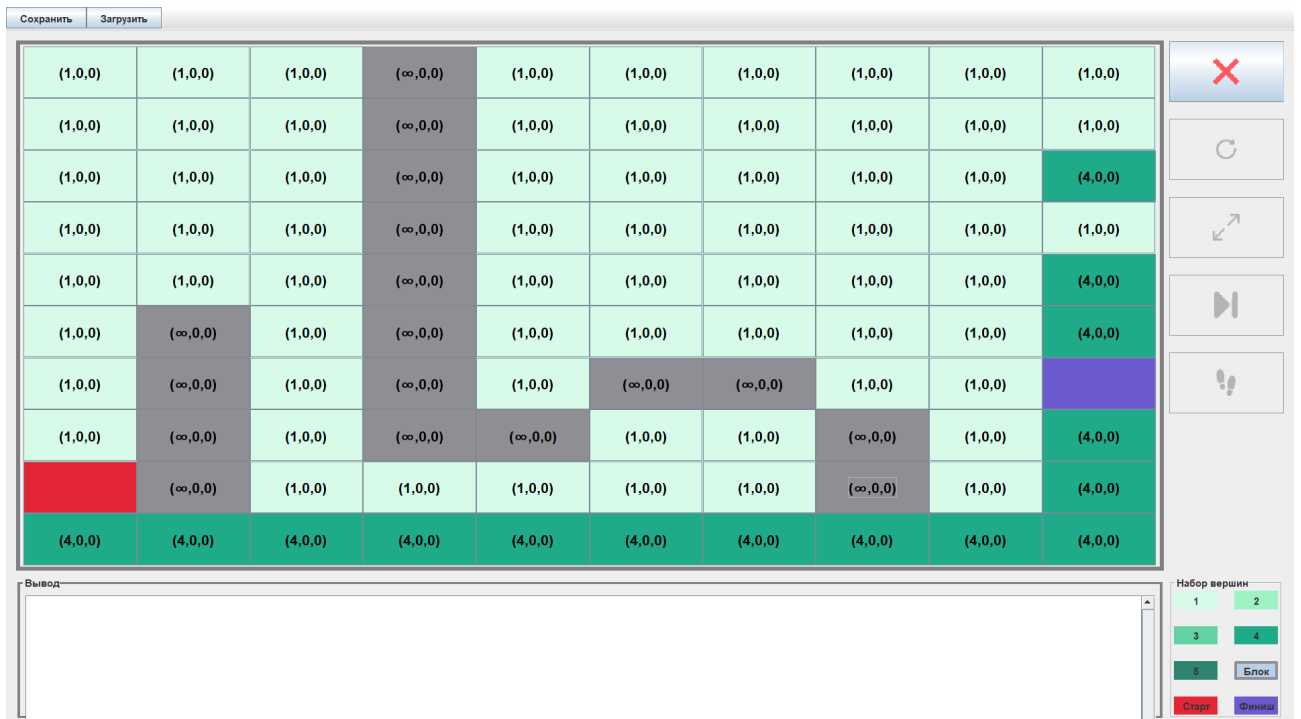 Сохранить Загрузить
(1,0,0) (1,0,0) (1,0,0) (∞,0,0) (1,0,0) (1,0,0) (1,0,0) (1,0,0) (1,0,0) (1,0,0)
(1,0,0) (1,0,0) (1,0,0) (∞,0,0) (1,0,0) (1,0,0) (1,0,0) (1,0,0) (1,0,0) (1,0,0)
(1,0,0) (1,0,0) (1,0,0) (∞,0,0) (1,0,0) (1,0,0) (1,0,0) (1,0,0) (1,0,0) (4,0,0)
(1,0,0) (1,0,0) (1,0,0) (∞,0,0) (1,0,0) (1,0,0) (1,0,0) (1,0,0) (1,0,0) (1,0,0)
(1,0,0) (1,0,0) (1,0,0) (∞,0,0) (1,0,0) (1,0,0) (1,0,0) (1,0,0) (1,0,0) (4,0,0)
(1,0,0) (∞,0,0) (1,0,0) (∞,0,0) (1,0,0) (1,0,0) (1,0,0) (1,0,0) (1,0,0) (4,0,0)
(1,0,0) (∞,0,0) (1,0,0) (∞,0,0) (1,0,0) (∞,0,0) (∞,0,0) (1,0,0) (1,0,0)
(1,0,0) (∞,0,0) (1,0,0) (∞,0,0) (∞,0,0) (1,0,0) (1,0,0) (∞,0,0) (1,0,0) (4,0,0)
(∞,0,0) (1,0,0) (1,0,0) (1,0,0) (1,0,0) (1,0,0) (∞,0,0) (1,0,0) (4,0,0)
(4,0,0) (4,0,0) (4,0,0) (4,0,0) (4,0,0) (4,0,0) (4,0,0) (4,0,0) (4,0,0) (4,0,0)
Вывод
Набор вершин
1 2
3 4
5 Блок
Старт Финиш